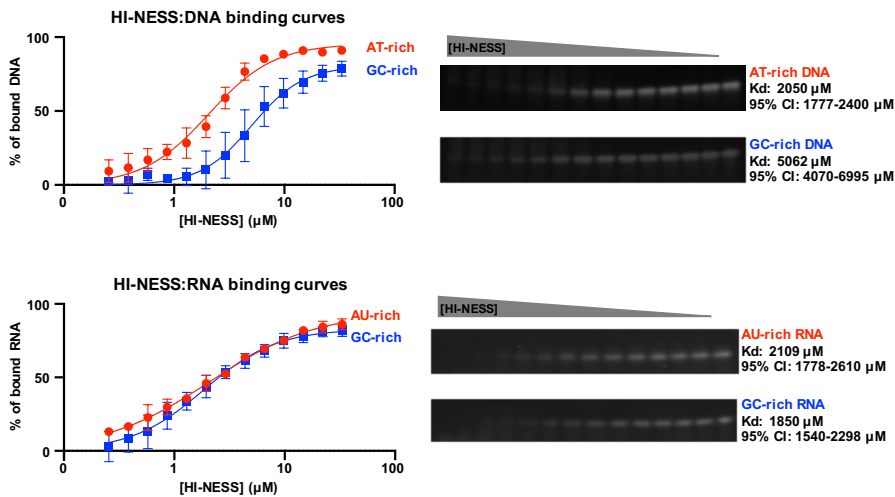 HI-NESS:DNA binding curves
% of bound DNA
100
50
0
AT-rich
GC-rich
0 1 10 100
[HI-NESS] (µM)
[HI-NESS]
AT-rich DNA
Kd: 2050 µM
95% CI: 1777-2400 µM
GC-rich DNA
Kd: 5062 µM
95% CI: 4070-6995 µM
HI-NESS:RNA binding curves
% of bound RNA
100
50
0
AU-rich
GC-rich
0 1 10 100
[HI-NESS] (µM)
[HI-NESS]
AU-rich RNA
Kd: 2109 µM
95% CI: 1778-2610 µM
GC-rich RNA
Kd: 1850 µM
95% CI: 1540-2298 µM